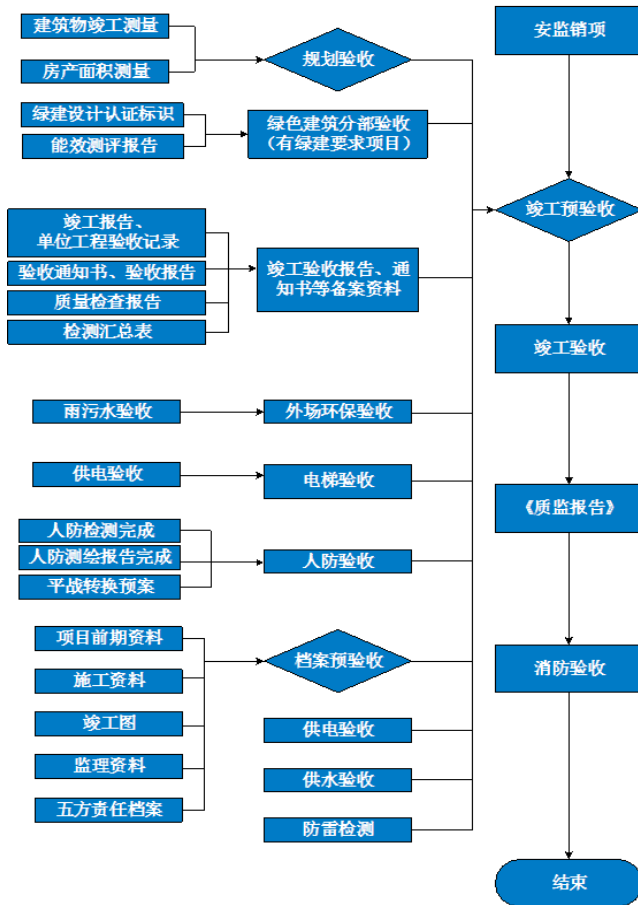 建筑物竣工测量
房产面积测量
规划验收
安监销项
绿建设计认证标识
能效测评报告
绿色建筑分部验收
（有绿建要求项目）
竣工预验收
竣工报告、
单位工程验收记录
验收通知书、验收报告
质量检查报告
检测汇总表
竣工验收报告、通
知书等备案资料
竣工验收
雨污水验收
外场环保验收
供电验收
电梯验收
《质监报告》
人防检测完成
人防测绘报告完成
平战转换预案
人防验收
项目前期资料
施工资料
竣工图
监理资料
五方责任档案
档案预验收
消防验收
供电验收
供水验收
防雷检测
结束